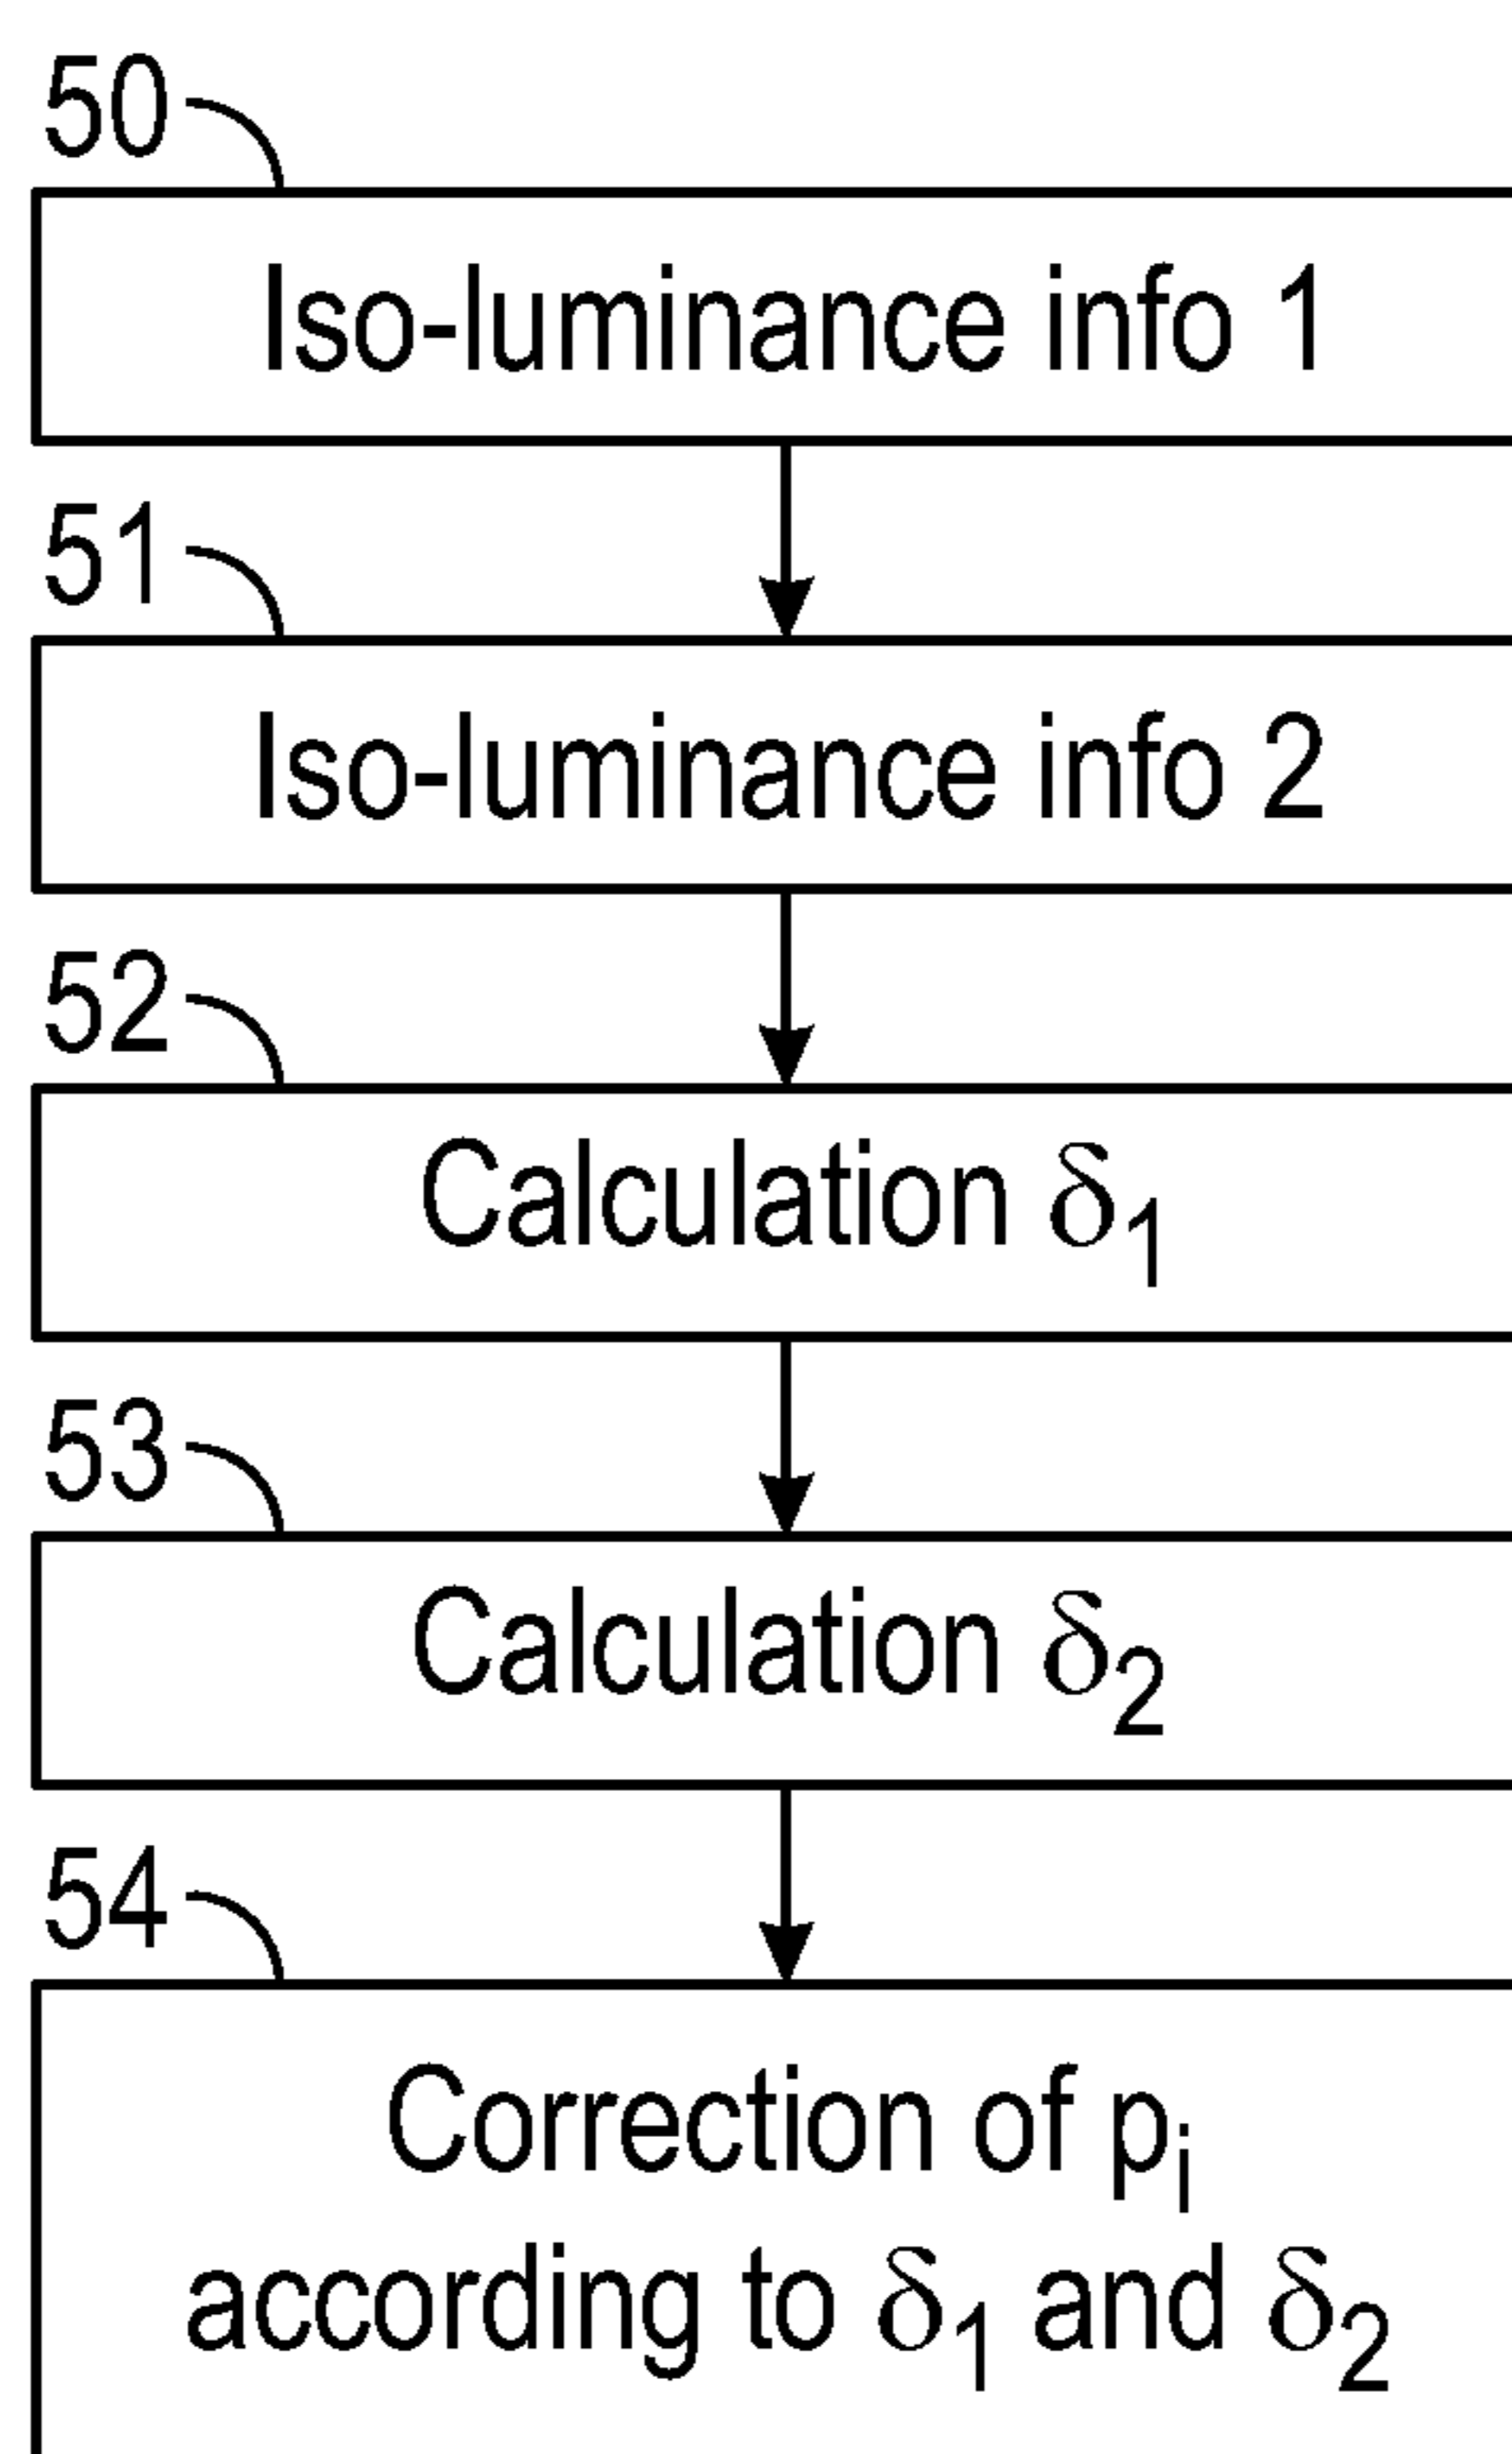 50
Iso-luminance info 1
51
Iso-luminance info 2
52
Calculation δ₁
53
Calculation δ₂
54
Correction of pᵢ
according to δ₁ and δ₂